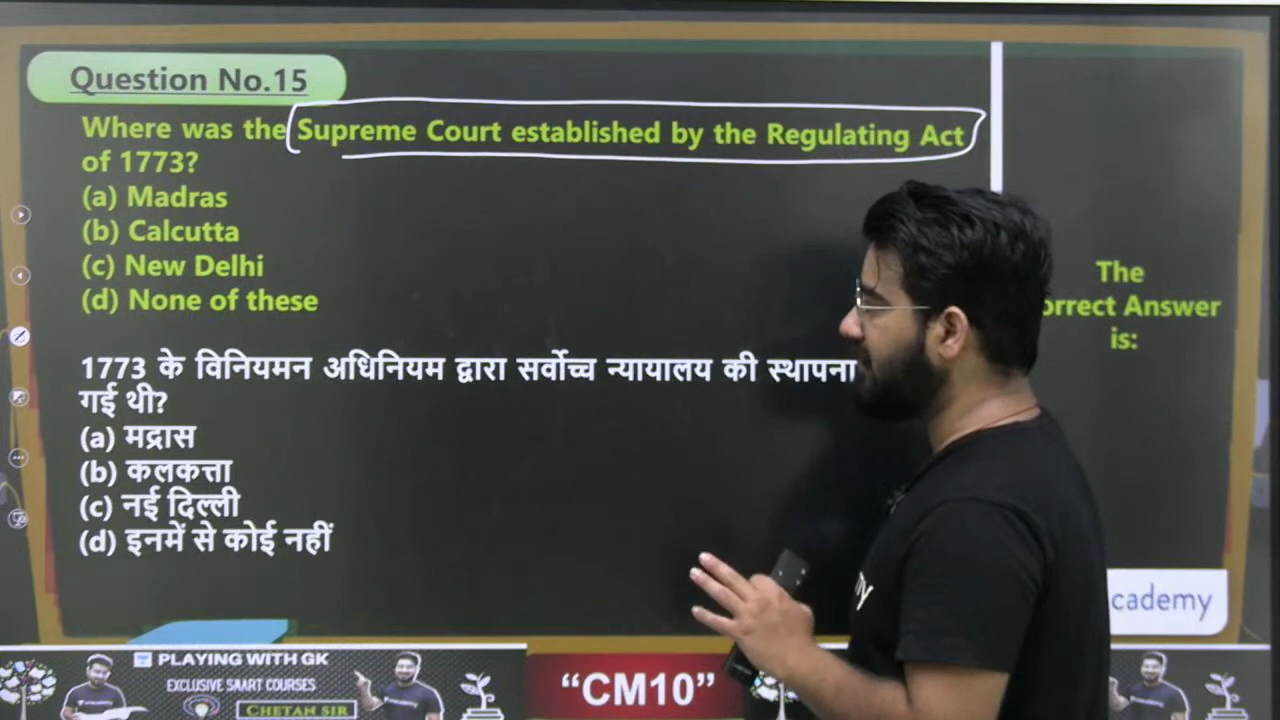 Question No.15
Where was the Supreme Court established by the Regulating Act
of 1773?
(a) Madras
(b) Calcutta
(c) New Delhi
(d) None of these
1773 के विनियमन अधिनियम द्वारा सर्वोच्च न्यायालय की स्थापना
गई थी?
(a) मद्रास
(b) कलकत्ता
(c) नई दिल्ली
(d) इनमें से कोई नहीं
The
orrect Answer
is:
cademy
PLAYING WITH GK
EXCLUSIVE SAART COURSES
CHETAN SIR
“CM10”